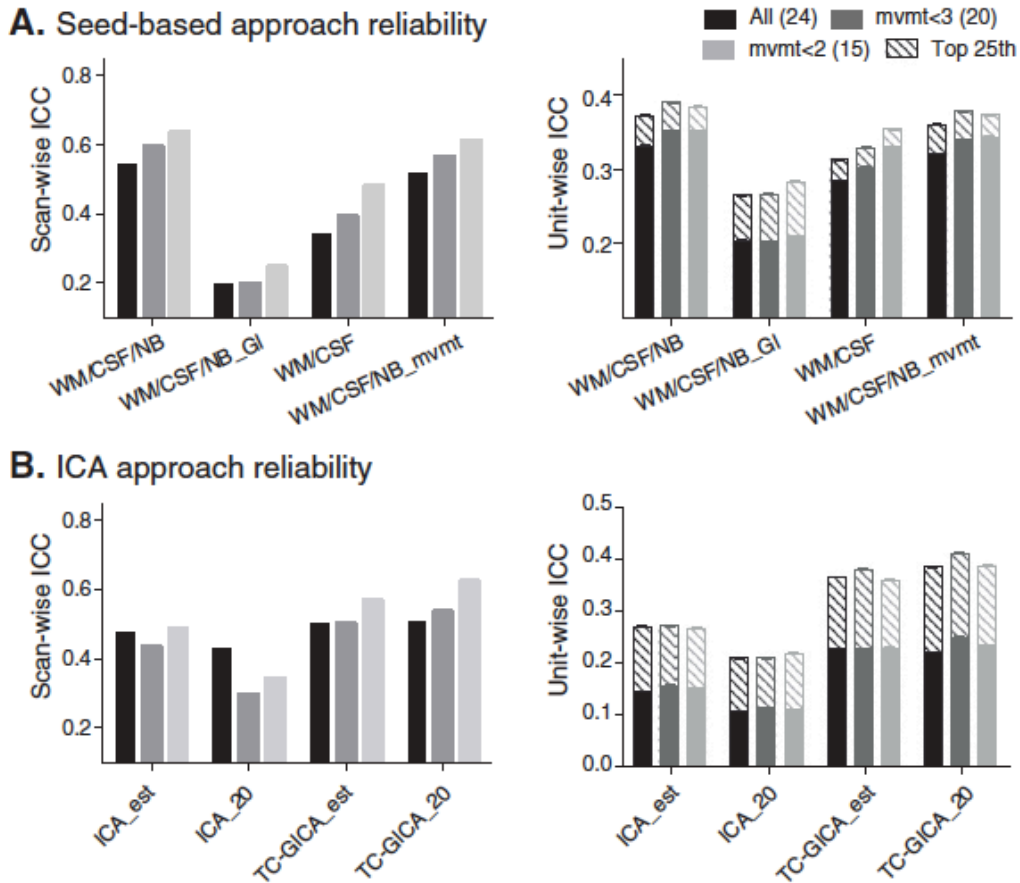 A. Seed-based approach reliability
All (24) mvmt<3 (20)
mvmt<2 (15) Top 25th
Scan-wise ICC
0.8
0.6
0.4
0.2
WM/CSF/NB
WM/CSF/NB_Gl
WM/CSF
WM/CSF/NB_mvmt
Unit-wise ICC
0.4
0.3
0.2
WM/CSF/NB
WM/CSF/NB_Gl
WM/CSF
WM/CSF/NB_mvmt
B. ICA approach reliability
Scan-wise ICC
0.8
0.6
0.4
0.2
ICA_est
ICA_20
TC-GICA_est
TC-GICA_20
Unit-wise ICC
0.5
0.4
0.3
0.2
0.1
0.0
ICA_est
ICA_20
TC-GICA_est
TC-GICA_20